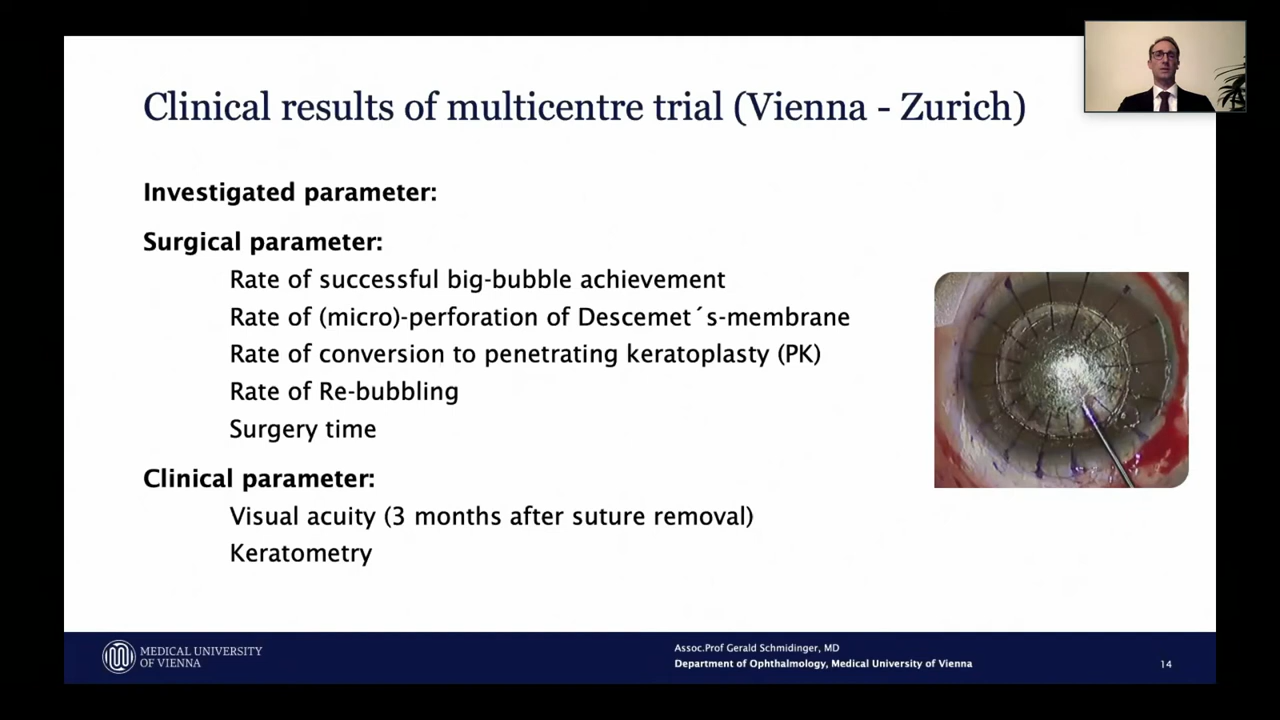 Clinical results of multicentre trial (Vienna - Zurich)
Investigated parameter:
Surgical parameter:
Rate of successful big-bubble achievement
Rate of (micro)-perforation of Descemet´s-membrane
Rate of conversion to penetrating keratoplasty (PK)
Rate of Re-bubbling
Surgery time
Clinical parameter:
Visual acuity (3 months after suture removal)
Keratometry
MEDICAL UNIVERSITY
OF VIENNA
Assoc.Prof Gerald Schmidinger, MD
Department of Ophthalmology, Medical University of Vienna
14